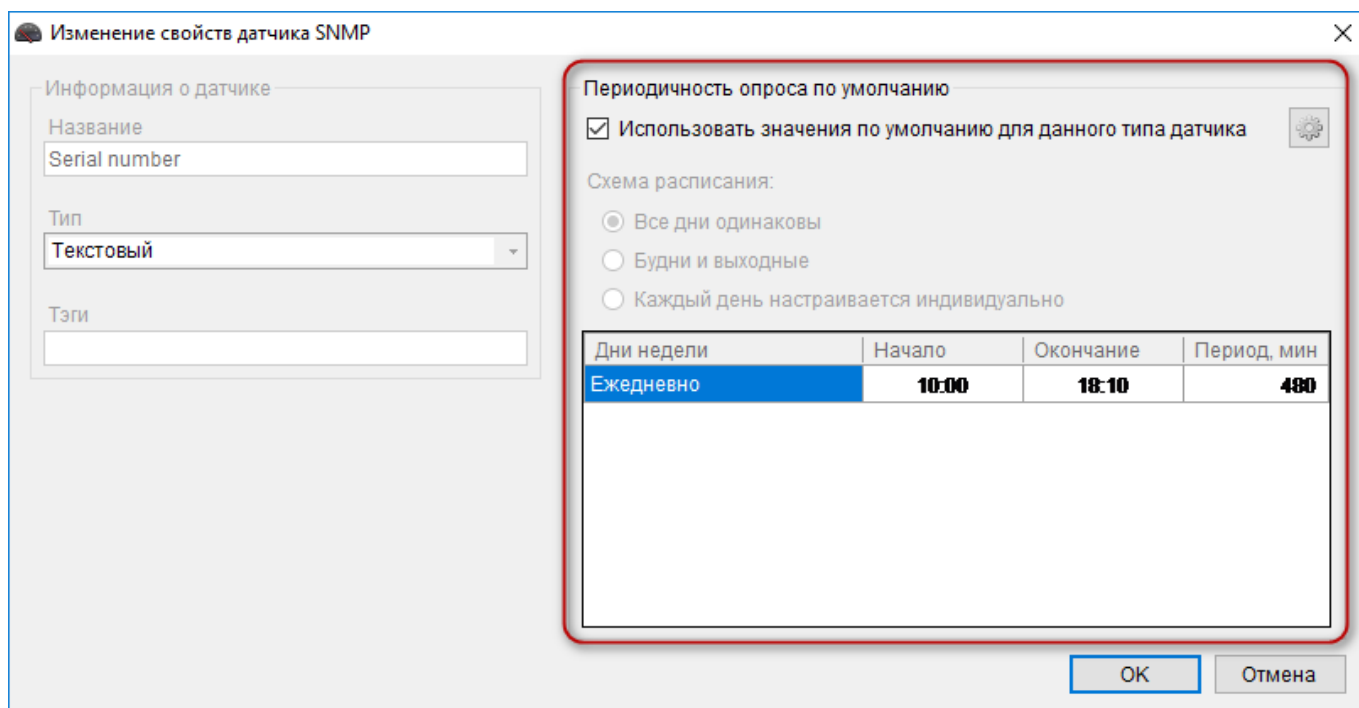 Изменение свойств датчика SNMP
Информация о датчике
Название
Serial number
Тип
Текстовый
Тэги
Периодичность опроса по умолчанию
Использовать значения по умолчанию для данного типа датчика
Схема расписания:
Все дни одинаковы
Будни и выходные
Каждый день настраивается индивидуально
Дни недели Начало Окончание Период, мин
Ежедневно 10:00 18:10 480
OK Отмена